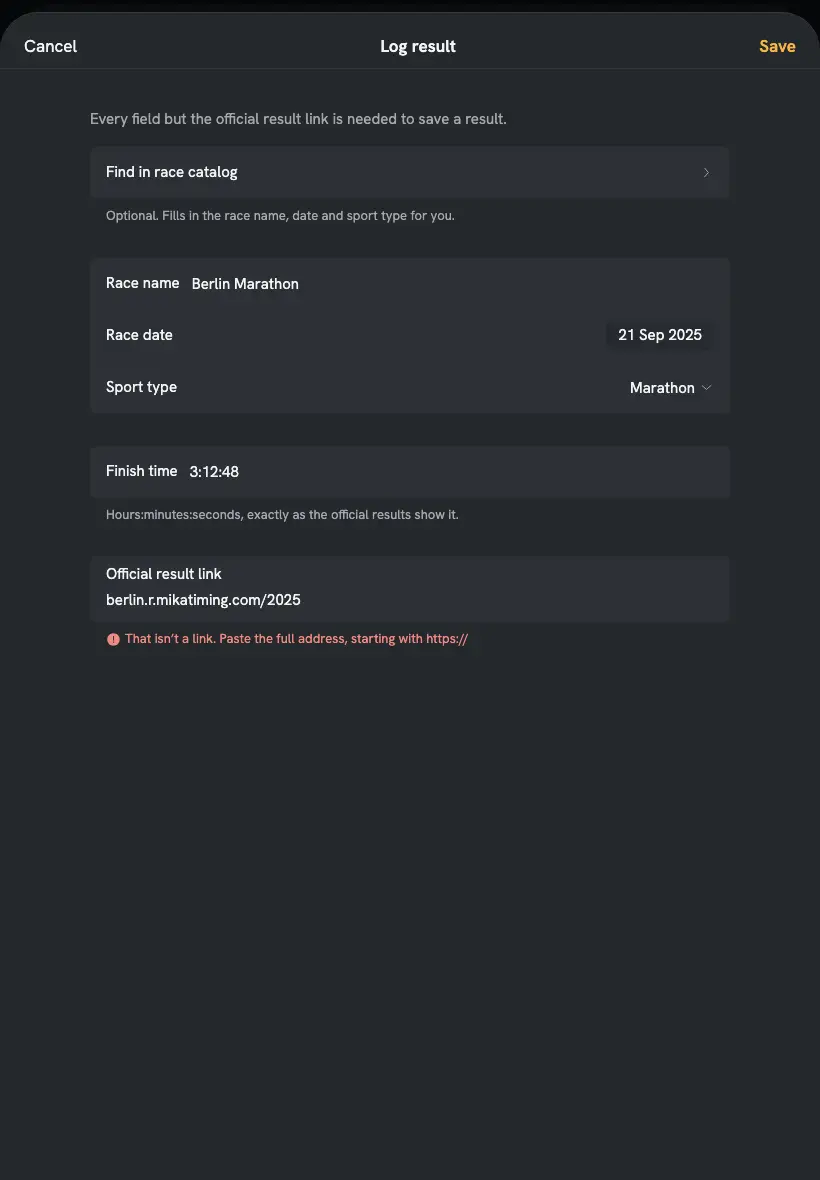 Cancel Log result Save
Every field but the official result link is needed to save a result.
Find in race catalog
Optional. Fills in the race name, date and sport type for you.
Race name Berlin Marathon
Race date 21 Sep 2025
Sport type Marathon
Finish time 3:12:48
Hours:minutes:seconds, exactly as the official results show it.
Official result link
berlin.r.mikatiming.com/2025
That isn’t a link. Paste the full address, starting with https://